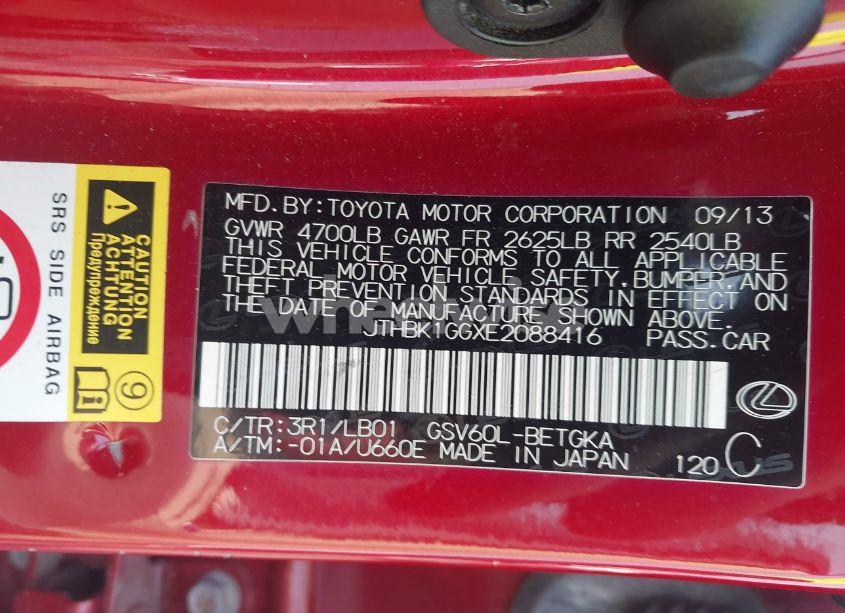 MFD.BY:TOYOTA MOTOR CORPORATION 09/13
GVWR 4700LB GAWR FR 2625LB RR 2540LB
THIS VEHICLE CONFORMS TO ALL APPLICABLE
FEDERAL MOTOR VEHICLE SAFETY,BUMPER,AND
THEFT PREVENTION STANDARDS IN EFFECT ON
THE DATE OF MANUFACTURE SHOWN ABOVE.
JTHBK1GGXE2088416 PASS.CAR
C/TR:3R1/LB01 GSV60L-BETGKA
A/TM:-01A/U660E MADE IN JAPAN 120 C
CAUTION
ATTENTION
ACHTUNG
Предупреждение
9
SRS SIDE AIRBAG